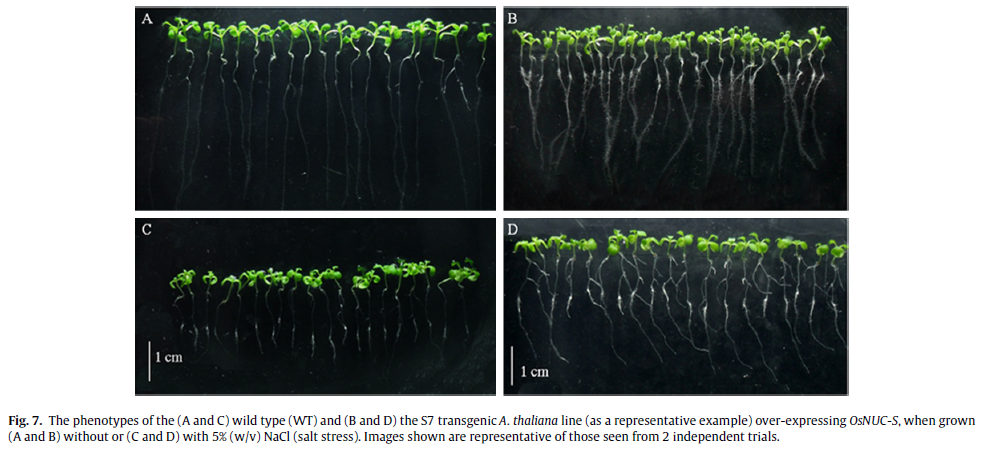 A
B
C
D
1 cm
1 cm
Fig. 7. The phenotypes of the (A and C) wild type (WT) and (B and D) the S7 transgenic A. thaliana line (as a representative example) over-expressing OsNUC-S, when grown
(A and B) without or (C and D) with 5% (w/v) NaCl (salt stress). Images shown are representative of those seen from 2 independent trials.